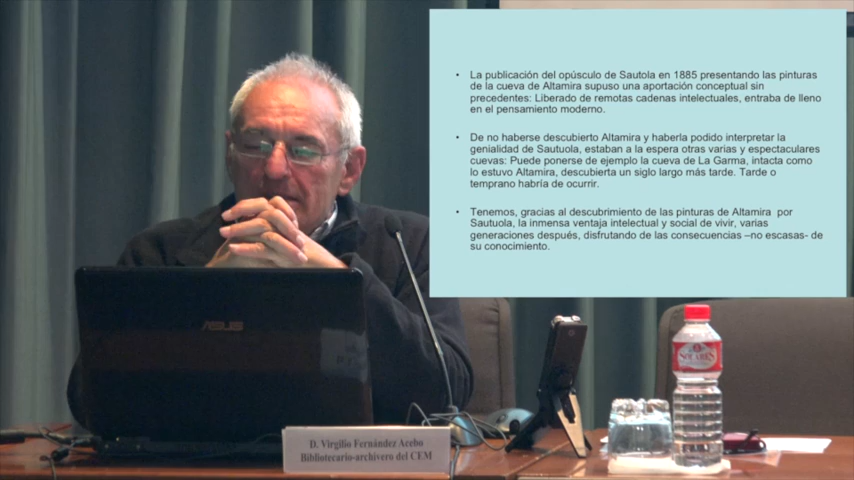 • La publicación del opúsculo de Sautola en 1885 presentando las pinturas
de la cueva de Altamira supuso una aportación conceptual sin
precedentes: Liberado de remotas cadenas intelectuales, entraba de lleno
en el pensamiento moderno.
• De no haberse descubierto Altamira y haberla podido interpretar la
genialidad de Sautuola, estaban a la espera otras varias y espectaculares
cuevas: Puede ponerse de ejemplo la cueva de La Garma, intacta como
lo estuvo Altamira, descubierta un siglo largo más tarde. Tarde o
temprano habría de ocurrir.
• Tenemos, gracias al descubrimiento de las pinturas de Altamira por
Sautuola, la inmensa ventaja intelectual y social de vivir, varias
generaciones después, disfrutando de las consecuencias –no escasas- de
su conocimiento.
ASUS
SOLARES
D. Virgilio Fernández Acebo
Bibliotecario-archivero del CEM